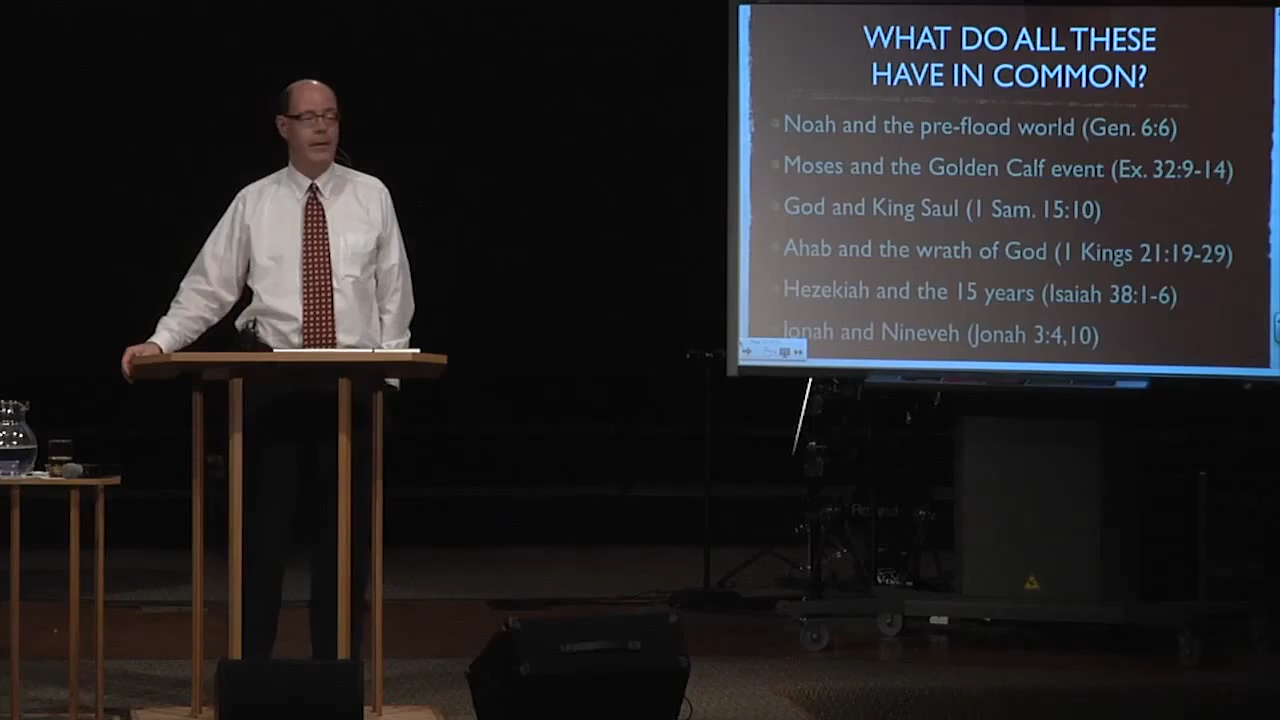 WHAT DO ALL THESE
HAVE IN COMMON?
Noah and the pre-flood world (Gen. 6:6)
Moses and the Golden Calf event (Ex. 32:9-14)
God and King Saul (1 Sam. 15:10)
Ahab and the wrath of God (1 Kings 21:19-29)
Hezekiah and the 15 years (Isaiah 38:1-6)
Jonah and Nineveh (Jonah 3:4,10)
Roland